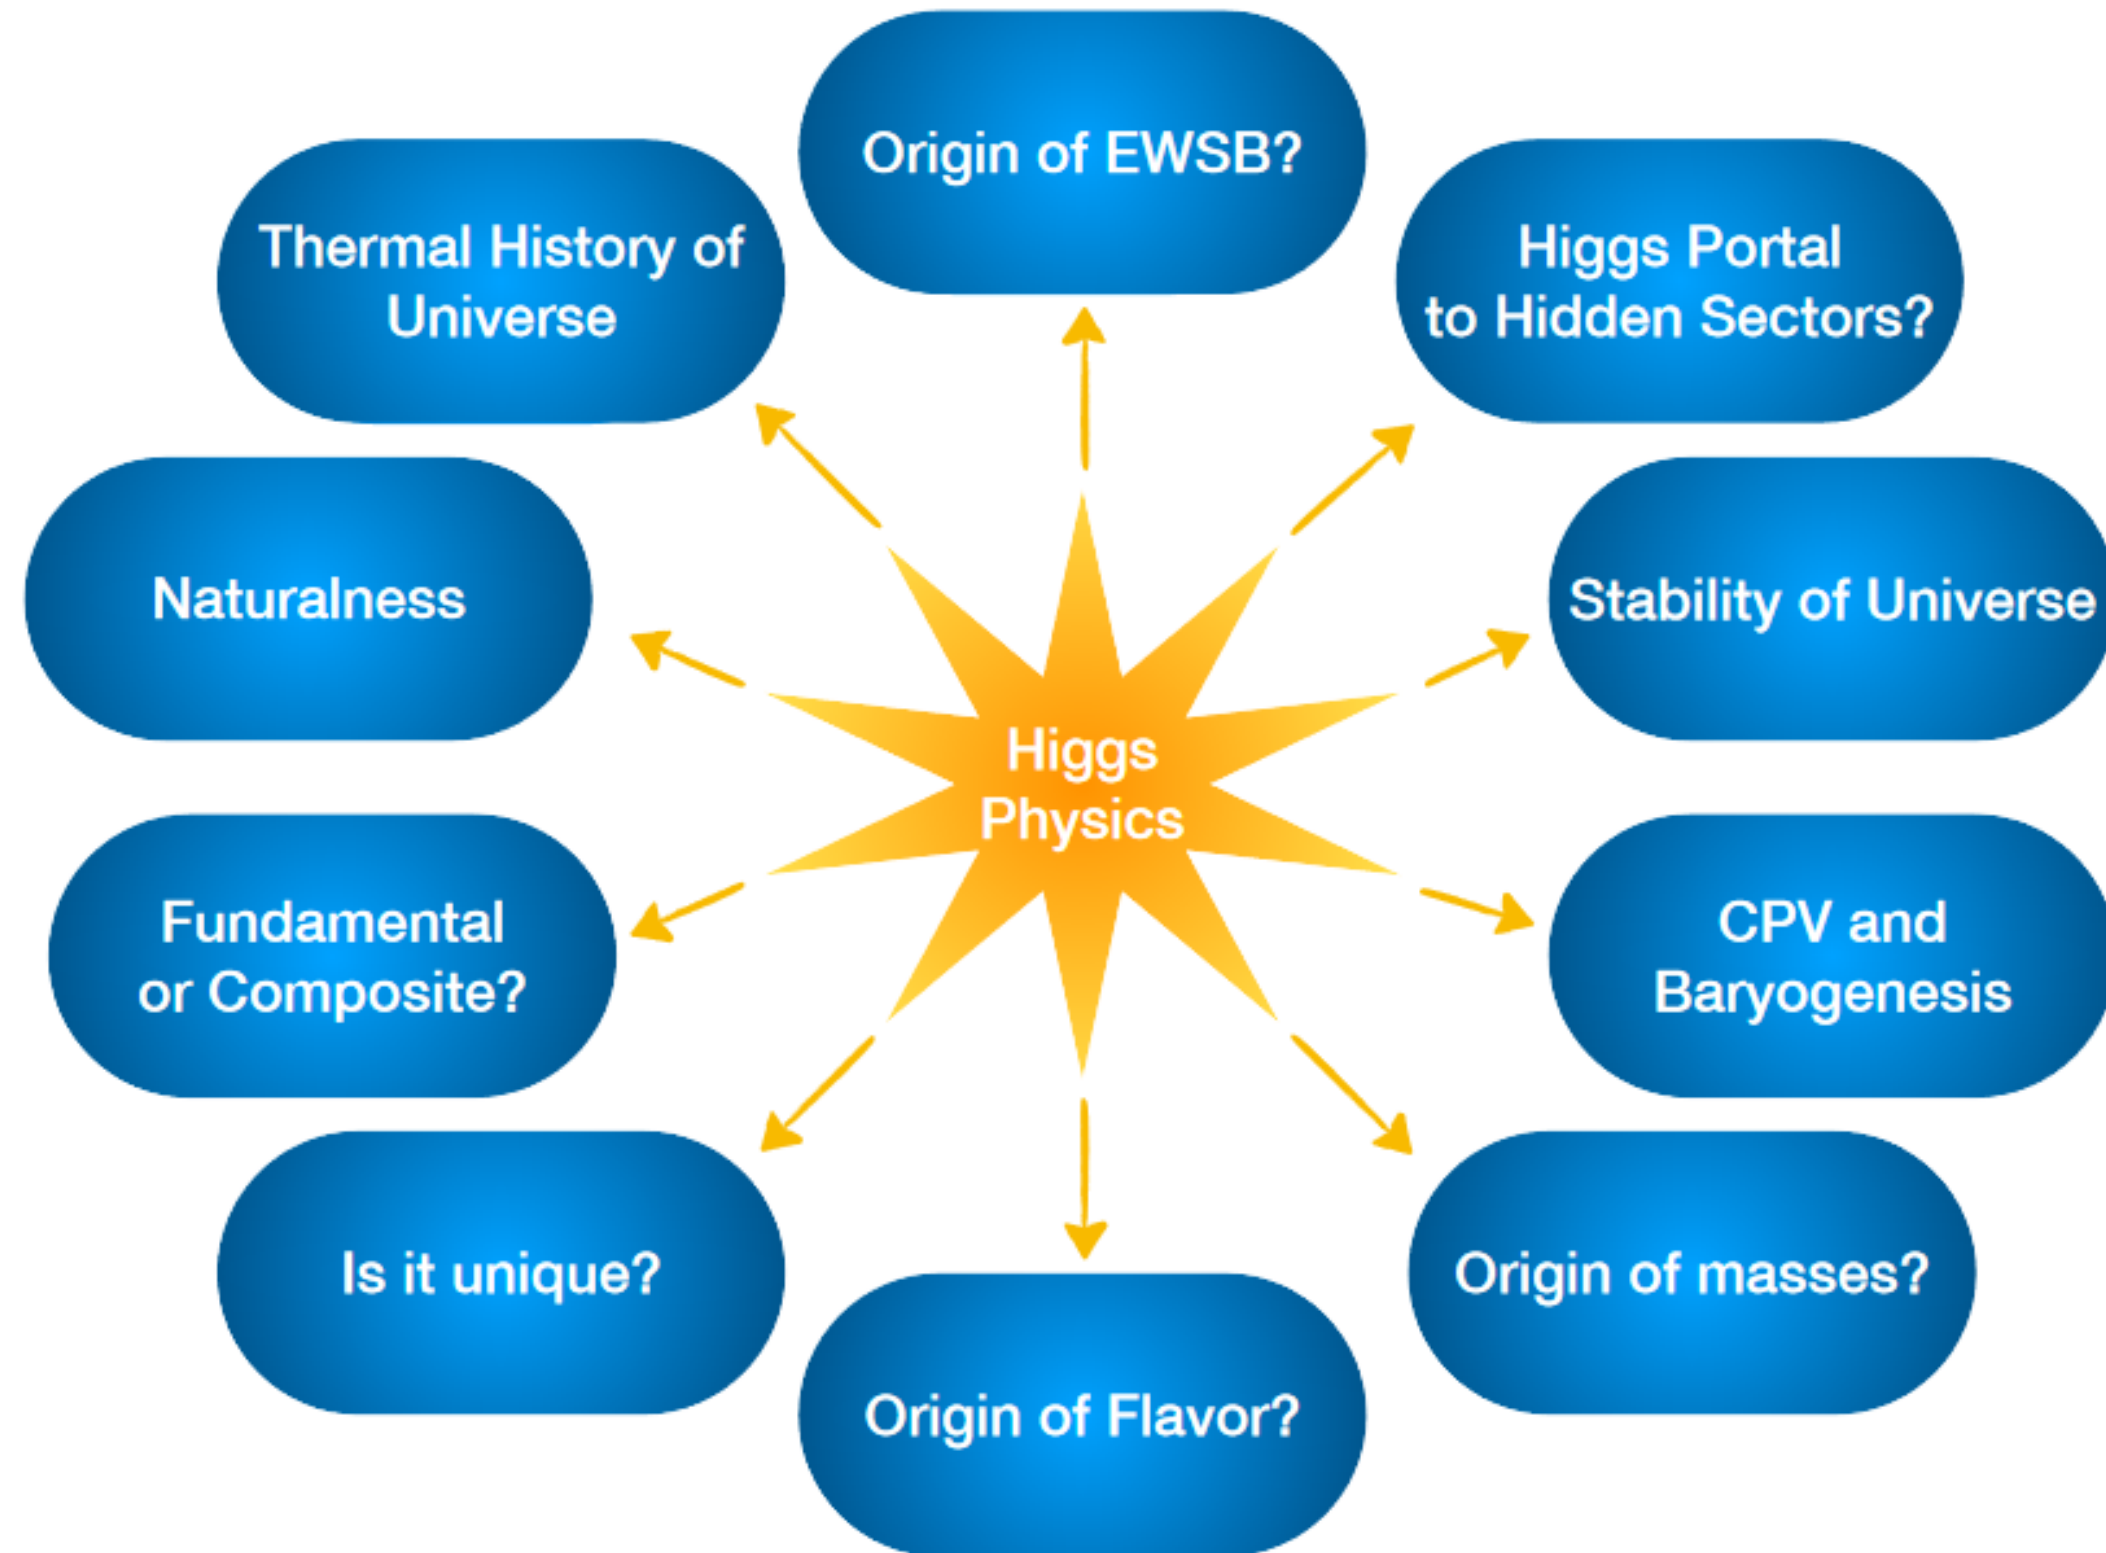 Origin of EWSB?
Thermal History of
Universe
Higgs Portal
to Hidden Sectors?
Naturalness
Stability of Universe
Higgs
Physics
Fundamental
or Composite?
CPV and
Baryogenesis
Is it unique?
Origin of masses?
Origin of Flavor?